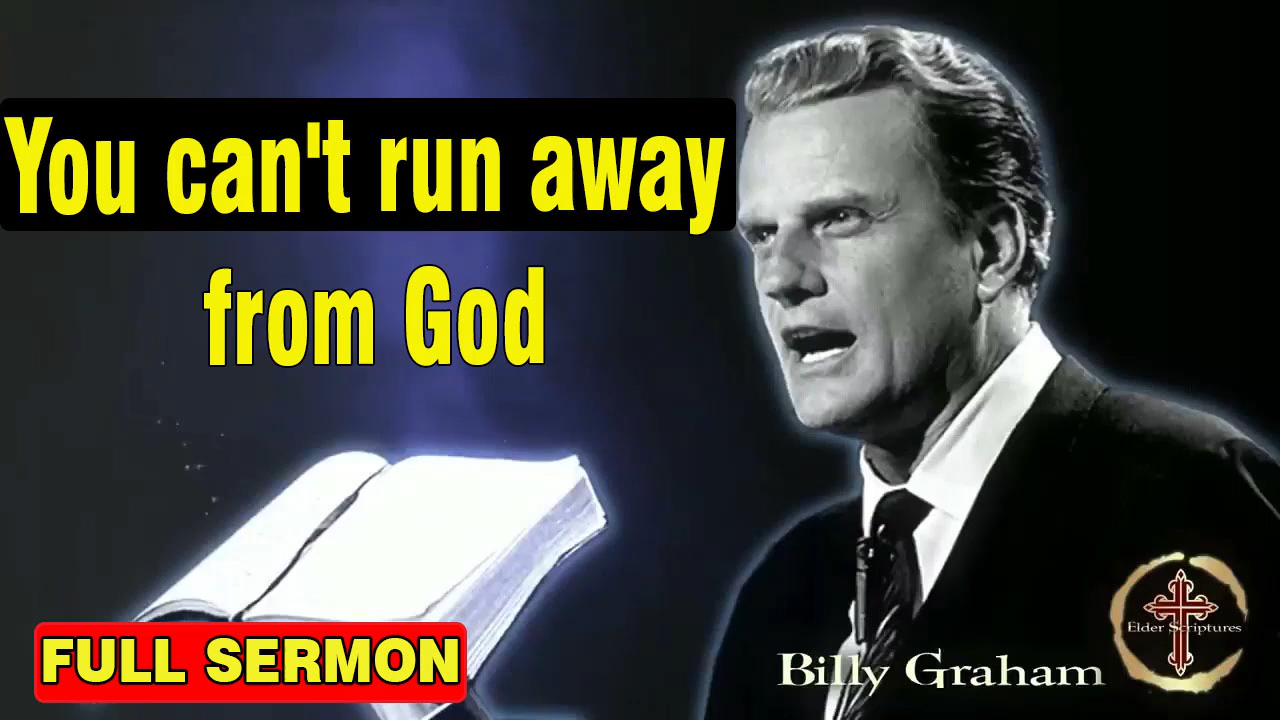 You can't run away
from God
FULL SERMON
Billy Graham
Elder Scriptures